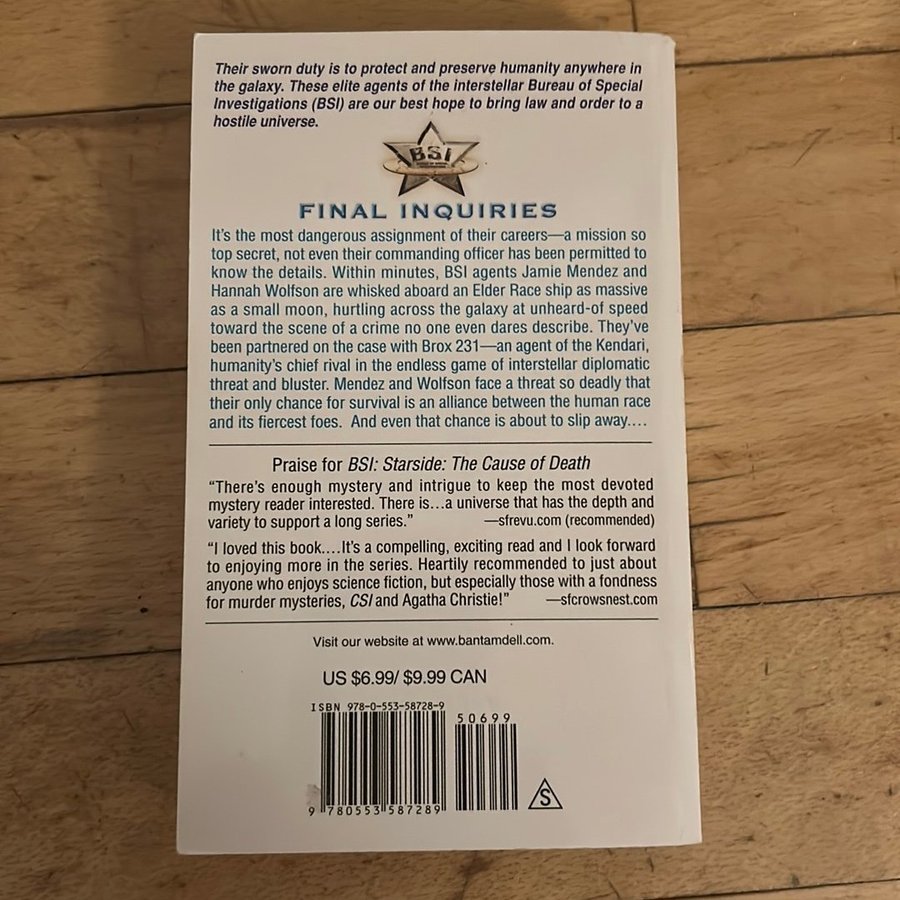 Their sworn duty is to protect and preserve humanity anywhere in
the galaxy. These elite agents of the interstellar Bureau of Special
Investigations (BSI) are our best hope to bring law and order to a
hostile universe.
BSI
FINAL INQUIRIES
It's the most dangerous assignment of their careers—a mission so
top secret, not even their commanding officer has been permitted to
know the details. Within minutes, BSI agents Jamie Mendez and
Hannah Wolfson are whisked aboard an Elder Race ship as massive
as a small moon, hurtling across the galaxy at unheard-of speed
toward the scene of a crime no one even dares describe. They've
been partnered on the case with Brox 231—an agent of the Kendari,
humanity's chief rival in the endless game of interstellar diplomatic
threat and bluster. Mendez and Wolfson face a threat so deadly that
their only chance for survival is an alliance between the human race
and its fiercest foes. And even that chance is about to slip away....
Praise for BSI: Starside: The Cause of Death
"There's enough mystery and intrigue to keep the most devoted
mystery reader interested. There is...a universe that has the depth and
variety to support a long series." —sfrevu.com (recommended)
"I loved this book....It's a compelling, exciting read and I look forward
to enjoying more in the series. Heartily recommended to just about
anyone who enjoys science fiction, but especially those with a fondness
for murder mysteries, CSI and Agatha Christie!" —sfcrowsnest.com
Visit our website at www.bantamdell.com.
US $6.99/ $9.99 CAN
ISBN 978-0-553-58728-9
50699
9 780553 587289
S